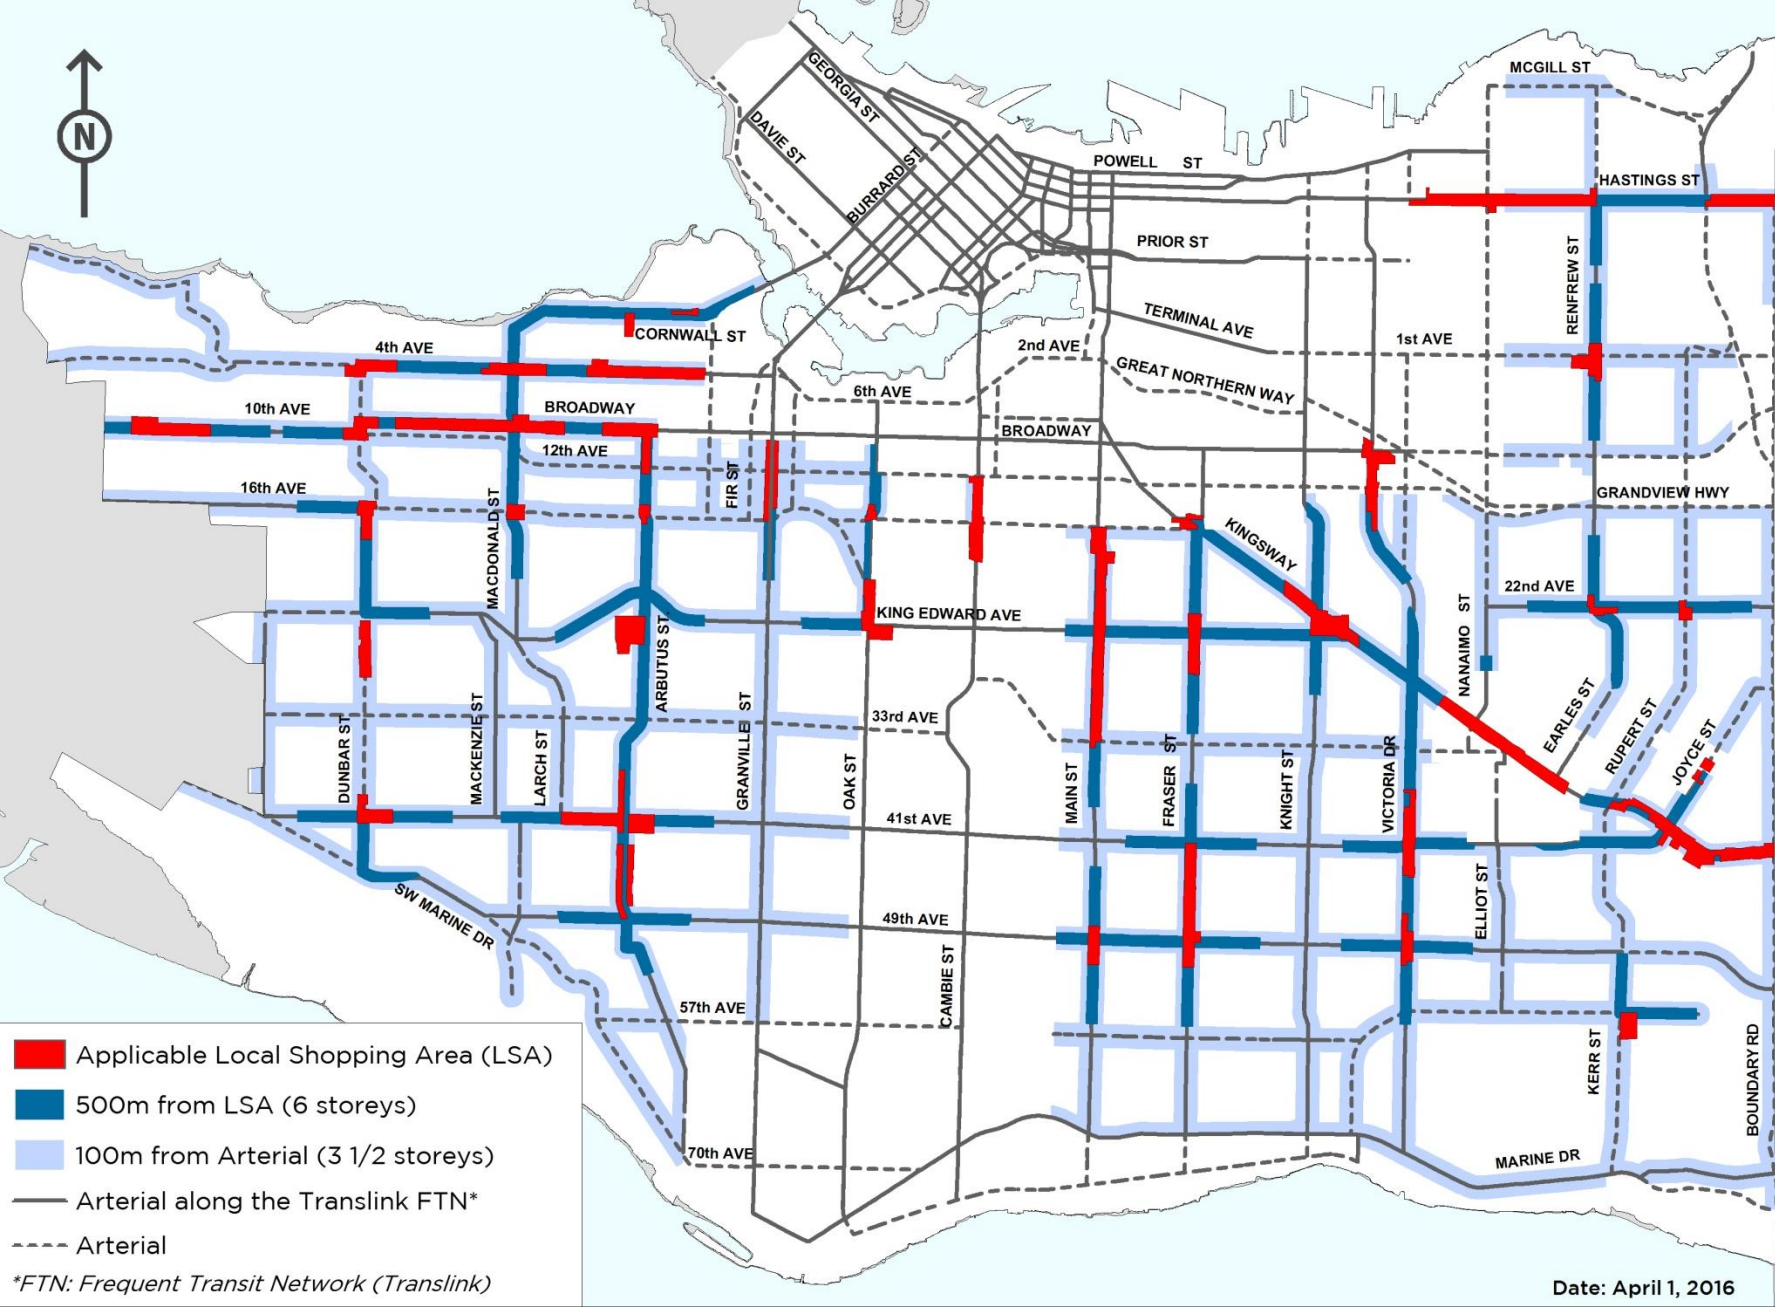 MCGILL ST
GEORGIA ST
DAVIE ST
N
POWELL ST
BURRARD ST
HASTINGS ST
PRIOR ST
RENFREW ST
TERMINAL AVE
CORNWALL ST
4th AVE
2nd AVE
1st AVE
GREAT NORTHERN WAY
6th AVE
10th AVE
BROADWAY
BROADWAY
12th AVE
FIR ST
16th AVE
GRANDVIEW HWY
MACDONALD ST
KINGSWAY
22nd AVE
KING EDWARD AVE
NANAIMO ST
ARBUTUS ST.
33rd AVE
DUNBAR ST
MACKENZIE ST
LARCH ST
GRANVILLE ST
OAK ST
MAIN ST
FRASER ST
KNIGHT ST
VICTORIA DR
EARLES ST
RUPERT ST
JOYCE ST
41st AVE
SW MARINE DR
49th AVE
ELLIOT ST
CAMBIE ST
57th AVE
KERR ST
BOUNDARY RD
70th AVE
MARINE DR
Applicable Local Shopping Area (LSA)
500m from LSA (6 storeys)
100m from Arterial (3 1/2 storeys)
Arterial along the Translink FTN*
Arterial
*FTN: Frequent Transit Network (Translink)
Date: April 1, 2016